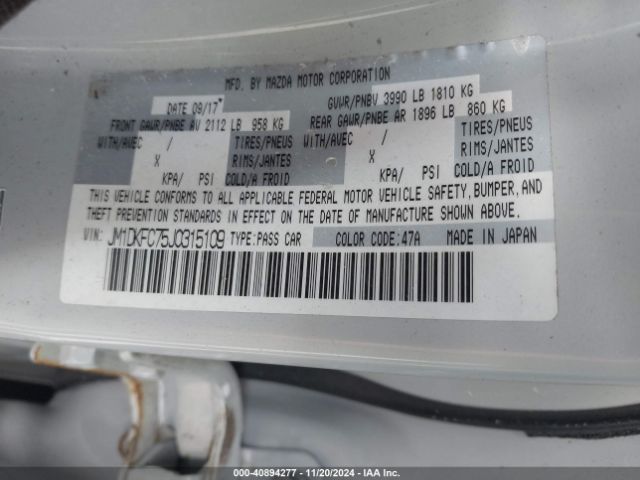 MFD. BY MAZDA MOTOR CORPORATION
DATE 09/17 GVWR/PNBV 3990 LB 1810 KG
FRONT GAWR/PNBE AV 2112 LB 958 KG REAR GAWR/PNBE AR 1896 LB 860 KG
WITH/AVEC / TIRES/PNEUS WITH/AVEC / TIRES/PNEUS
X RIMS/JANTES X RIMS/JANTES
KPA/ PSI COLD/A FROID KPA/ PSI COLD/A FROID
THIS VEHICLE CONFORMS TO ALL APPLICABLE FEDERAL MOTOR VEHICLE SAFETY, BUMPER, AND
THEFT PREVENTION STANDARDS IN EFFECT ON THE DATE OF MANUFACTURE SHOWN ABOVE.
VIN: JM1DKFC75J0315109 TYPE:PASS CAR COLOR CODE:47A MADE IN JAPAN
000-40894277 - 11/20/2024 - IAA Inc.